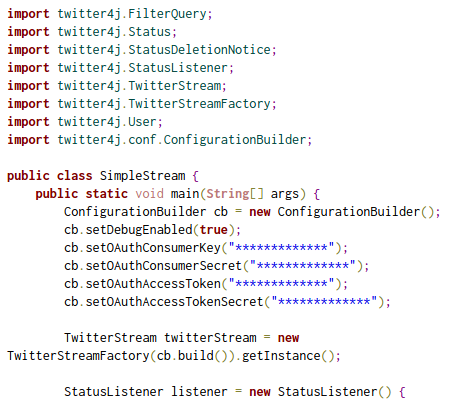 import twitter4j.FilterQuery;
import twitter4j.Status;
import twitter4j.StatusDeletionNotice;
import twitter4j.StatusListener;
import twitter4j.TwitterStream;
import twitter4j.TwitterStreamFactory;
import twitter4j.User;
import twitter4j.conf.ConfigurationBuilder;

public class SimpleStream {
    public static void main(String[] args) {
        ConfigurationBuilder cb = new ConfigurationBuilder();
        cb.setDebugEnabled(true);
        cb.setOAuthConsumerKey("*************");
        cb.setOAuthConsumerSecret("*************");
        cb.setOAuthAccessToken("*************");
        cb.setOAuthAccessTokenSecret("*************");

        TwitterStream twitterStream = new
TwitterStreamFactory(cb.build()).getInstance();

        StatusListener listener = new StatusListener() {